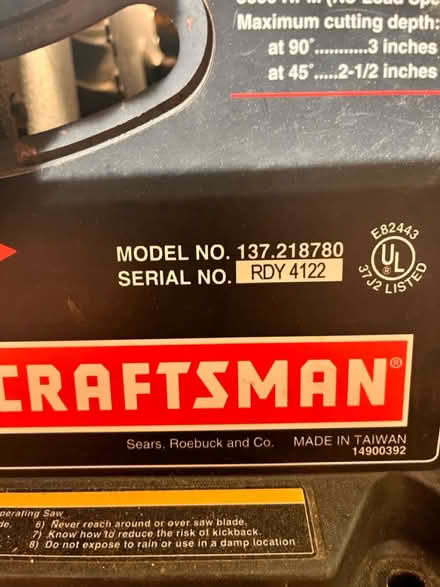 Maximum cutting depth:
at 90°...........3 inches
at 45°.....2-1/2 inches
MODEL NO. 137.218780
SERIAL NO. RDY 4122
E82443
UL
®
37J2 LISTED
CRAFTSMAN®
Sears, Roebuck and Co. MADE IN TAIWAN
14900392
perating Saw
de. 6) Never reach around or over saw blade.
7) Know how to reduce the risk of kickback.
8) Do not expose to rain or use in a damp location